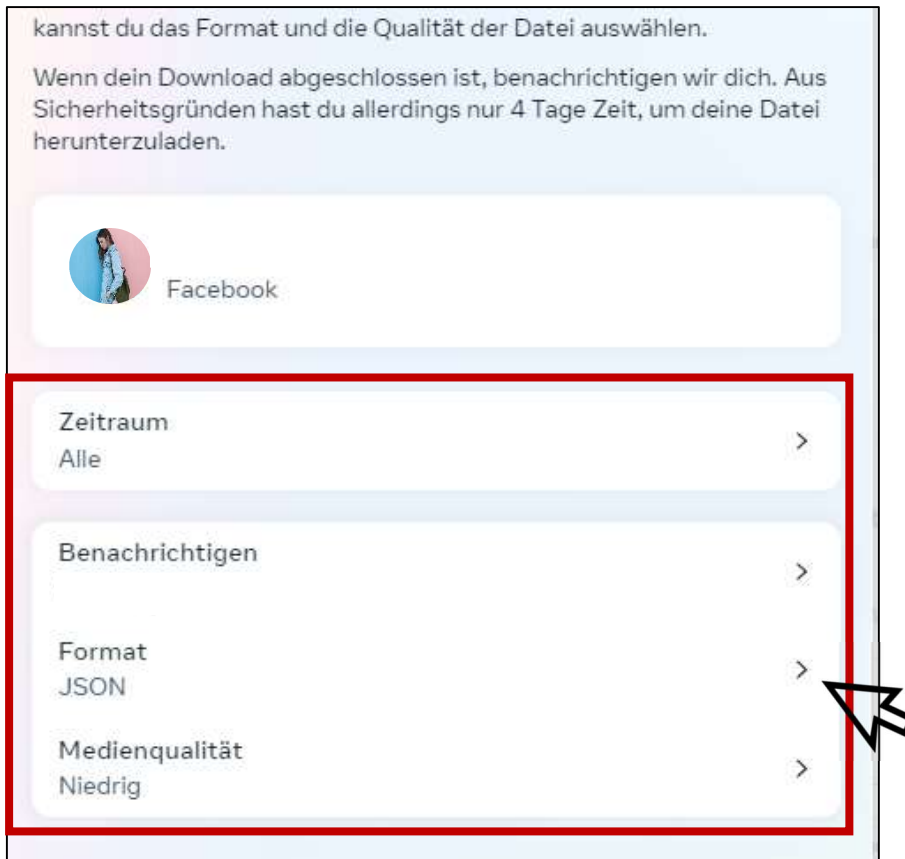 kannst du das Format und die Qualität der Datei auswählen.
Wenn dein Download abgeschlossen ist, benachrichtigen wir dich. Aus
Sicherheitsgründen hast du allerdings nur 4 Tage Zeit, um deine Datei
herunterzuladen.
Facebook
Zeitraum
Alle
Benachrichtigen
Format
JSON
Medienqualität
Niedrig